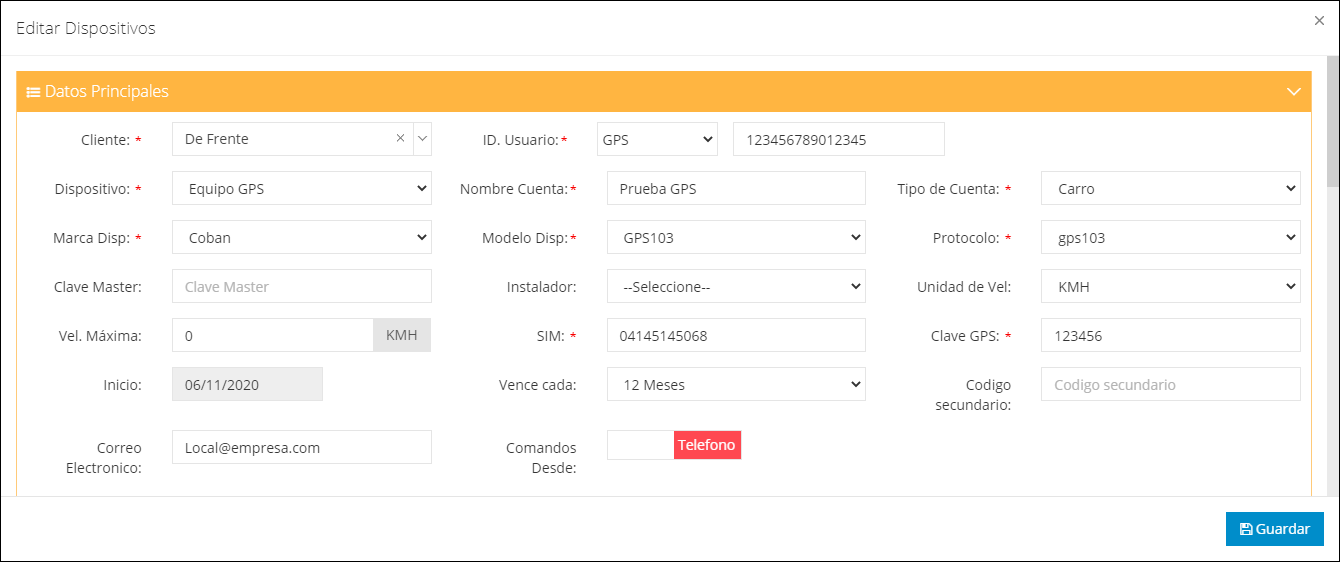 Editar Dispositivos ×
Datos Principales
Cliente: * De Frente × ID. Usuario:* GPS 123456789012345
Dispositivo: * Equipo GPS Nombre Cuenta:* Prueba GPS Tipo de Cuenta: * Carro
Marca Disp: * Coban Modelo Disp:* GPS103 Protocolo: * gps103
Clave Master: Clave Master Instalador: --Seleccione-- Unidad de Vel: KMH
Vel. Máxima: 0 KMH SIM: * 04145145068 Clave GPS: * 123456
Inicio: 06/11/2020 Vence cada: 12 Meses Codigo secundario: Codigo secundario
Correo Electronico: Local@empresa.com Comandos Desde: Telefono
Guardar